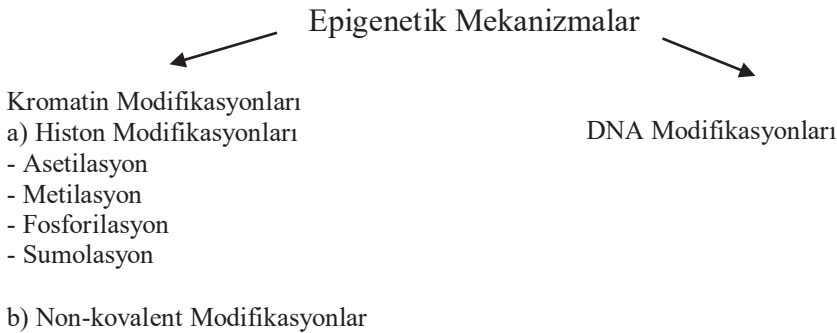 Epigenetik Mekanizmalar
Kromatin Modifikasyonları
a) Histon Modifikasyonları
- Asetilasyon
- Metilasyon
- Fosforilasyon
- Sumolasyon
b) Non-kovalent Modifikasyonlar
DNA Modifikasyonları